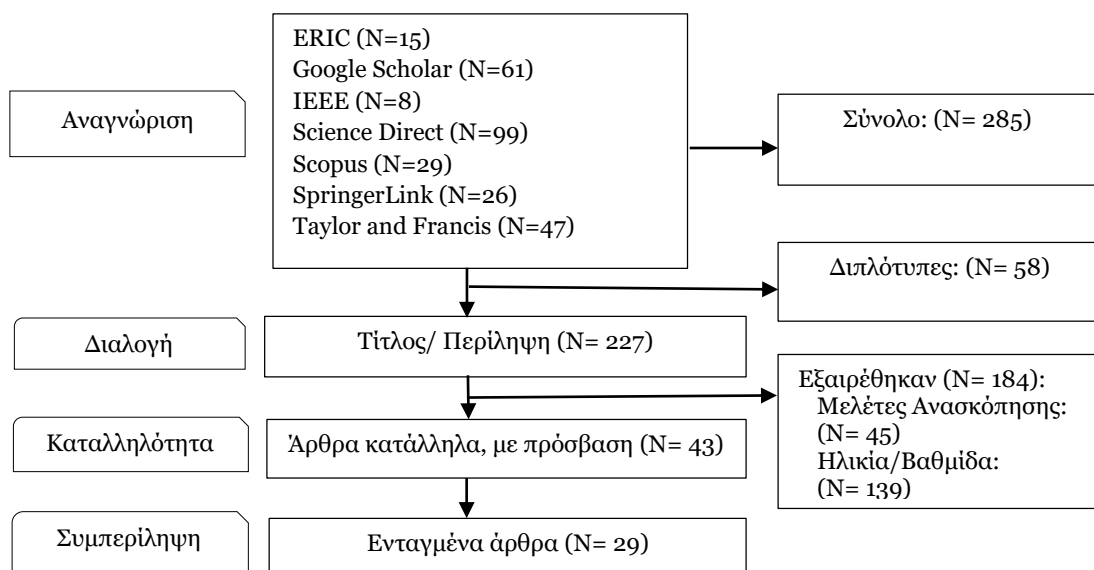 ERIC (N=15)
Google Scholar (N=61)
IEEE (N=8)
Science Direct (N=99)
Scopus (N=29)
SpringerLink (N=26)
Taylor and Francis (N=47)
Αναγνώριση
Σύνολο: (N= 285)
Διπλότυπες: (N= 58)
Διαλογή
Τίτλος/ Περίληψη (N= 227)
Εξαιρέθηκαν (N= 184):
Μελέτες Ανασκόπησης:
(N= 45)
Ηλικία/Βαθμίδα:
(N= 139)
Καταλληλότητα
Άρθρα κατάλληλα, με πρόσβαση (N= 43)
Συμπερίληψη
Ενταγμένα άρθρα (N= 29)